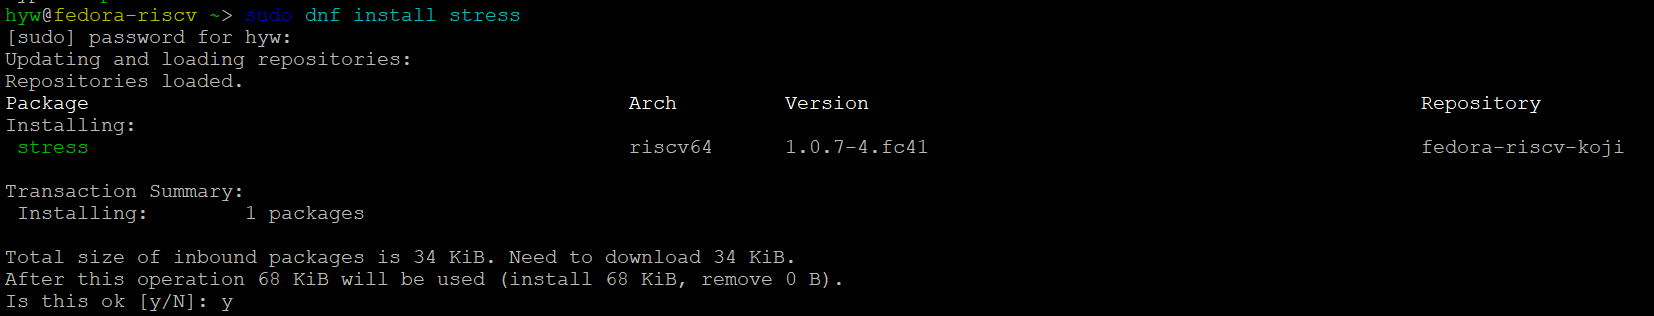 hyw@fedora-riscv ~> sudo dnf install stress
[sudo] password for hyw:
Updating and loading repositories:
Repositories loaded.
Package Arch Version Repository
Installing:
stress riscv64 1.0.7-4.fc41 fedora-riscv-koji
Transaction Summary:
Installing: 1 packages
Total size of inbound packages is 34 KiB. Need to download 34 KiB.
After this operation 68 KiB will be used (install 68 KiB, remove 0 B).
Is this ok [y/N]: y